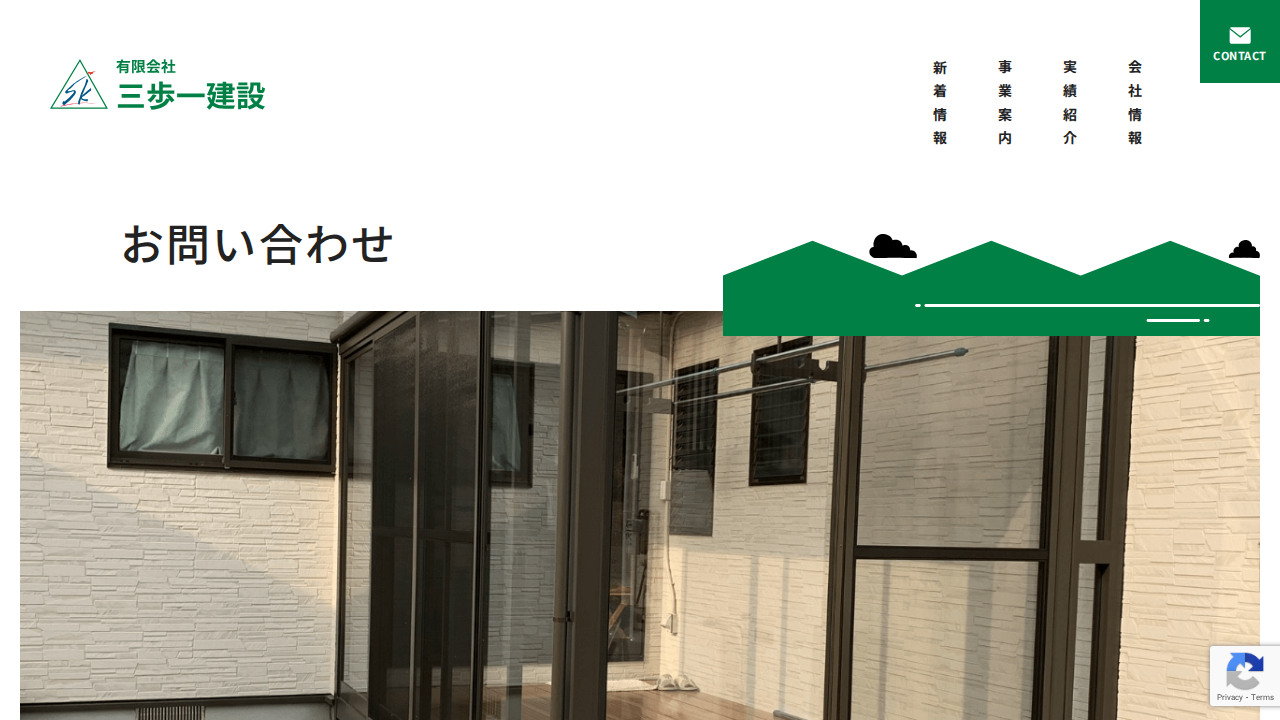 有限会社
三歩一建設
sk
新着情報
事業案内
実績紹介
会社情報
CONTACT
お問い合わせ
Privacy - Terms